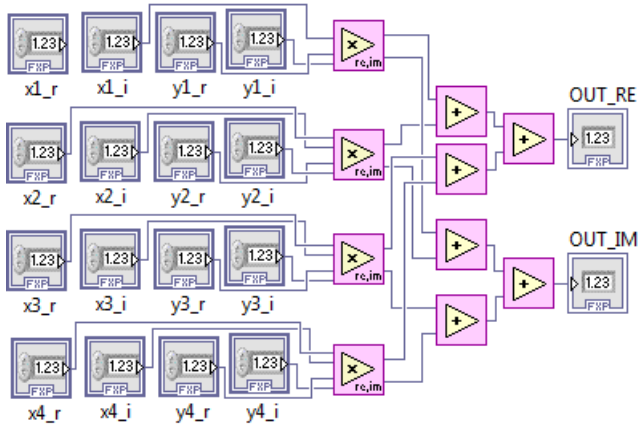 1.23 1.23 1.23 1.23 × re,im
FXP FXP FXP FXP
x1_r x1_i y1_r y1_i
+ OUT_RE
+ 1.23
FXP
1.23 1.23 1.23 1.23 × re,im
FXP FXP FXP FXP
+
x2_r x2_i y2_r y2_i
1.23 1.23 1.23 1.23 × re,im
FXP FXP FXP FXP
x3_r x3_i y3_r y3_i
+ OUT_IM
+ 1.23
FXP
+
1.23 1.23 1.23 1.23 × re,im
FXP FXP FXP FXP
x4_r x4_i y4_r y4_i